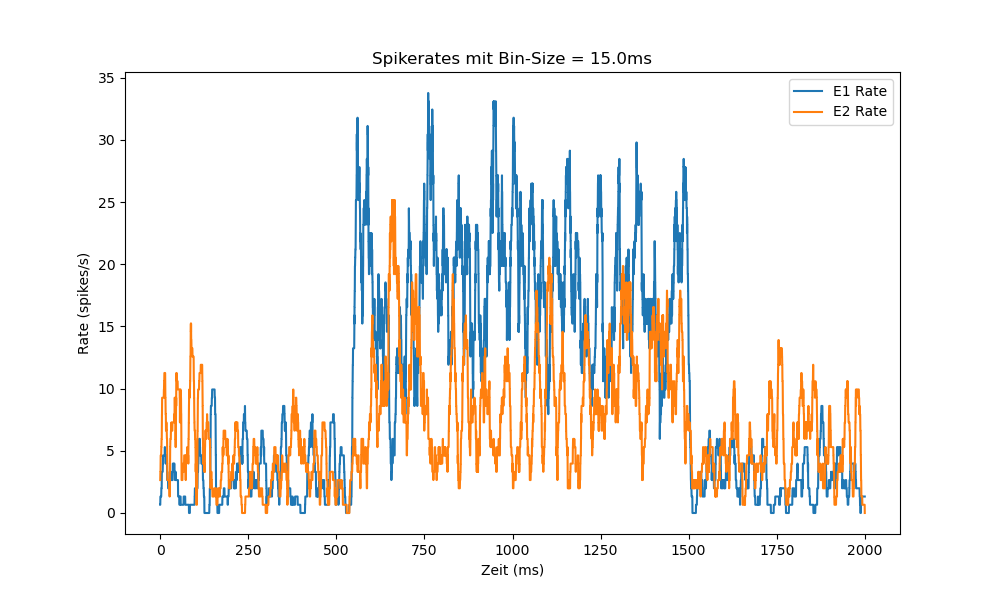 Spikerates mit Bin-Size = 15.0ms
E1 Rate
E2 Rate
Rate (spikes/s)
35
30
25
20
15
10
5
0
0 250 500 750 1000 1250 1500 1750 2000
Zeit (ms)